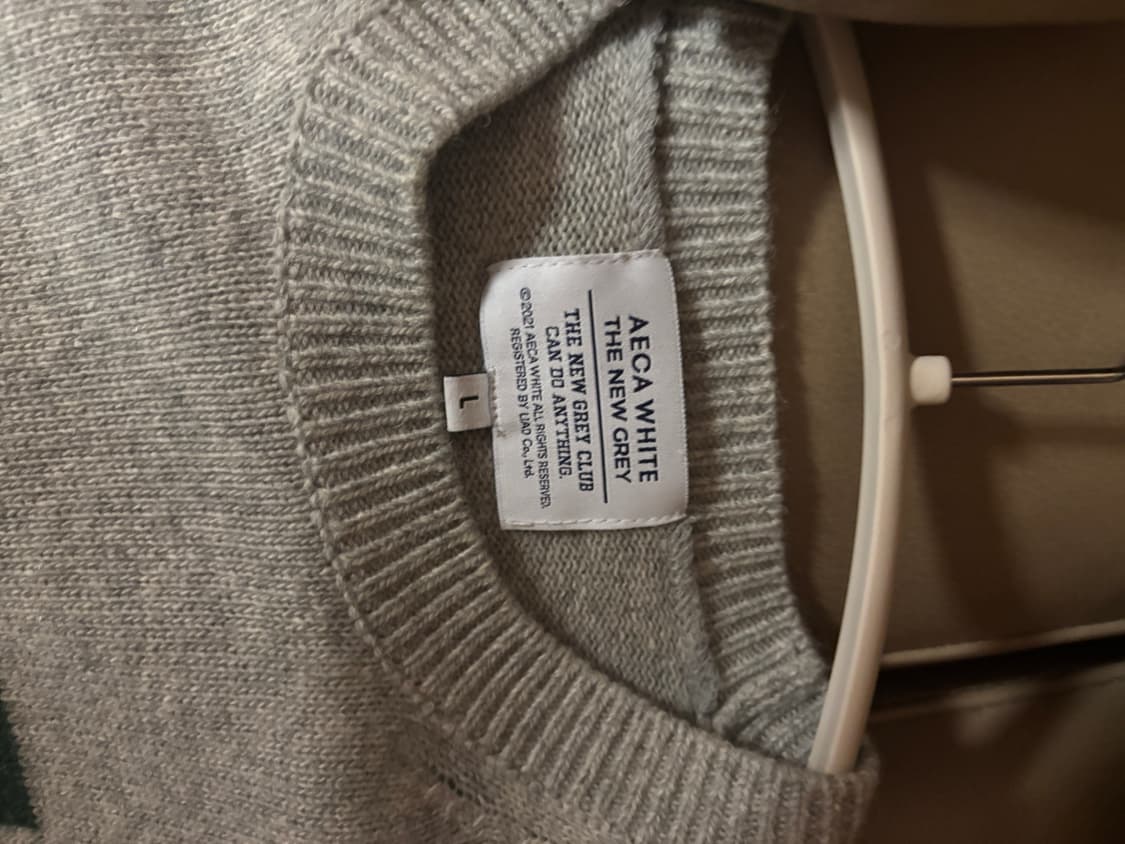 AECA WHITE
THE NEW GREY
THE NEW GREY CLUB
CAN DO ANYTHING.
©2021 AECA WHITE ALL RIGHTS RESERVED.
REGISTERED BY LIAD Co., Ltd.
L